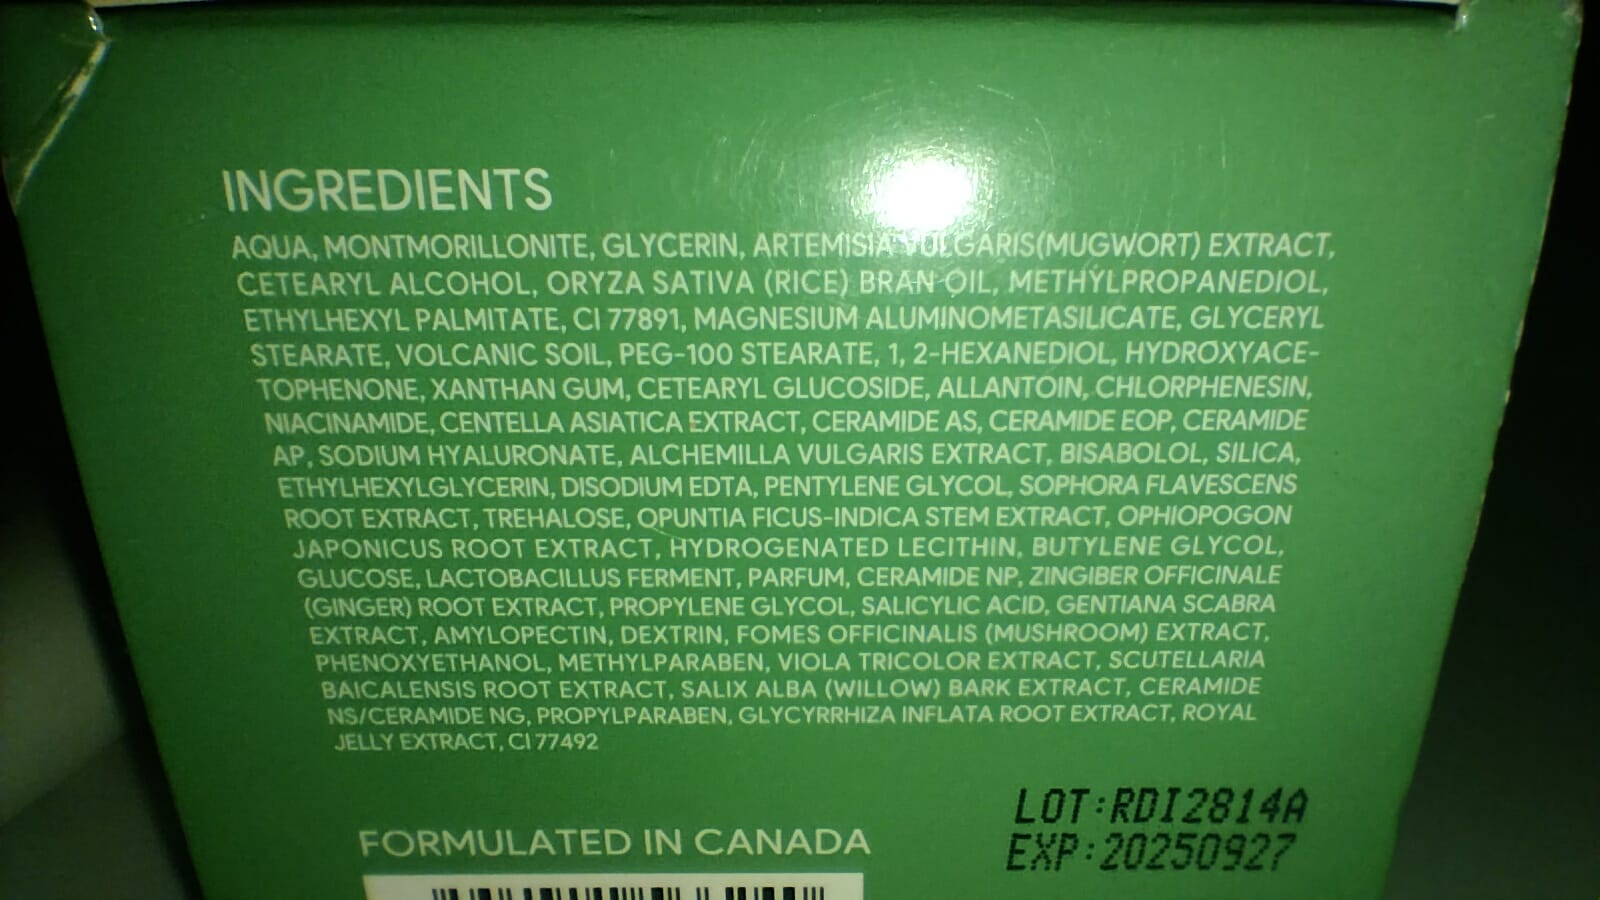 INGREDIENTS
AQUA, MONTMORILLONITE, GLYCERIN, ARTEMISIA VULGARIS(MUGWORT) EXTRACT,
CETEARYL ALCOHOL, ORYZA SATIVA (RICE) BRAN OIL, METHYLPROPANEDIOL,
ETHYLHEXYL PALMITATE, CI 77891, MAGNESIUM ALUMINOMETASILICATE, GLYCERYL
STEARATE, VOLCANIC SOIL, PEG-100 STEARATE, 1, 2-HEXANEDIOL, HYDROXYACE-
TOPHENONE, XANTHAN GUM, CETEARYL GLUCOSIDE, ALLANTOIN, CHLORPHENESIN,
NIACINAMIDE, CENTELLA ASIATICA EXTRACT, CERAMIDE AS, CERAMIDE EOP, CERAMIDE
AP, SODIUM HYALURONATE, ALCHEMILLA VULGARIS EXTRACT, BISABOLOL, SILICA,
ETHYLHEXYLGLYCERIN, DISODIUM EDTA, PENTYLENE GLYCOL, SOPHORA FLAVESCENS
ROOT EXTRACT, TREHALOSE, OPUNTIA FICUS-INDICA STEM EXTRACT, OPHIOPOGON
JAPONICUS ROOT EXTRACT, HYDROGENATED LECITHIN, BUTYLENE GLYCOL,
GLUCOSE, LACTOBACILLUS FERMENT, PARFUM, CERAMIDE NP, ZINGIBER OFFICINALE
(GINGER) ROOT EXTRACT, PROPYLENE GLYCOL, SALICYLIC ACID, GENTIANA SCABRA
EXTRACT, AMYLOPECTIN, DEXTRIN, FOMES OFFICINALIS (MUSHROOM) EXTRACT,
PHENOXYETHANOL, METHYLPARABEN, VIOLA TRICOLOR EXTRACT, SCUTELLARIA
BAICALENSIS ROOT EXTRACT, SALIX ALBA (WILLOW) BARK EXTRACT, CERAMIDE
NS/CERAMIDE NG, PROPYLPARABEN, GLYCYRRHIZA INFLATA ROOT EXTRACT, ROYAL
JELLY EXTRACT, CI 77492
LOT:RDI2814A
FORMULATED IN CANADA
EXP:20250927